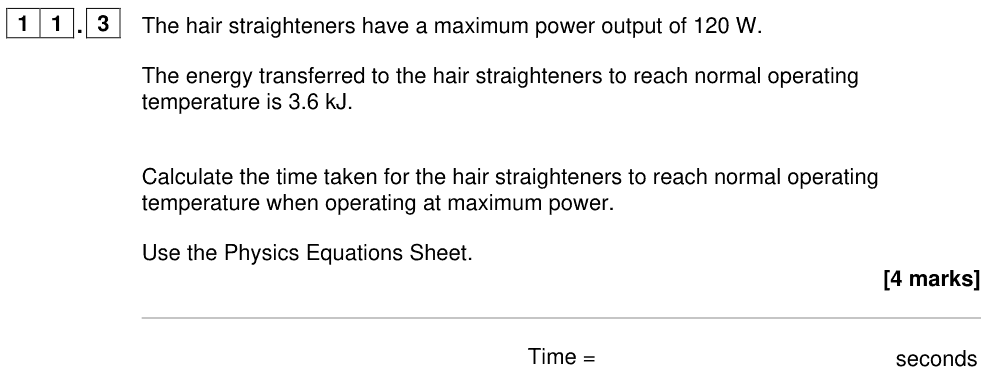 11.3 The hair straighteners have a maximum power output of 120 W.
The energy transferred to the hair straighteners to reach normal operating
temperature is 3.6 kJ.
Calculate the time taken for the hair straighteners to reach normal operating
temperature when operating at maximum power.
Use the Physics Equations Sheet.
[4 marks]
Time = seconds